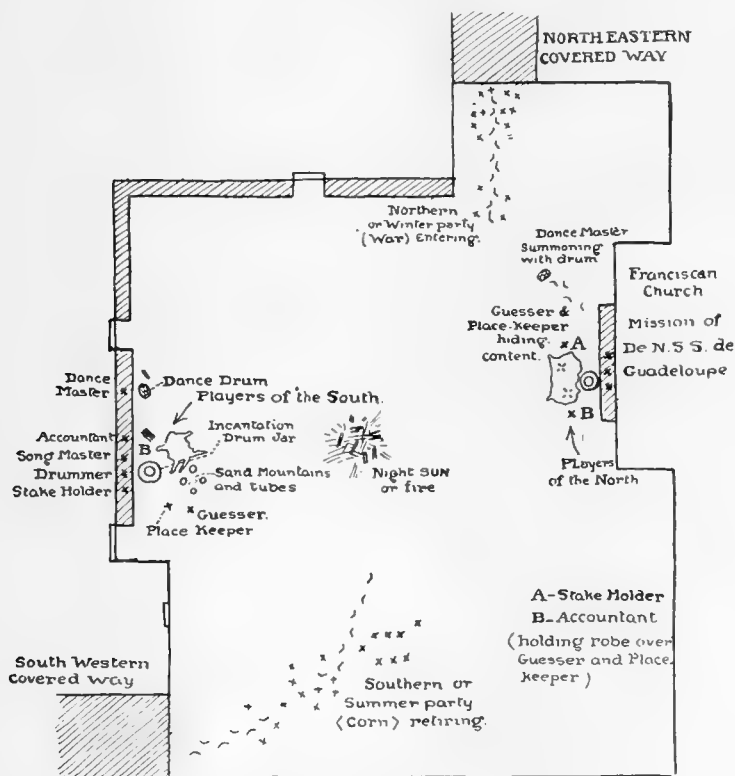 NORTH EASTERN
COVERED WAY
Northern
or Winter party
(War) Entering.
Dance Master
Summoning
with drum
Franciscan
Church
Mission of
De N.S S. de
Guadeloupe
Guesser &
Place-Keeper
hiding
content.
A
B
Players
of the North
Dance
Master
Dance Drum
Players of the South.
Incantation
Drum Jar
Accountant
B
Song Master
Drummer
Stake Holder
Sand Mountains
and tubes
Night SUN
or fire
Guesser.
Place Keeper
A-Stake Holder
B-Accountant
(holding robe over
Guesser and Place
Keeper)
South Western
Covered Way
Southern or
Summer party
(Corn) retiring.